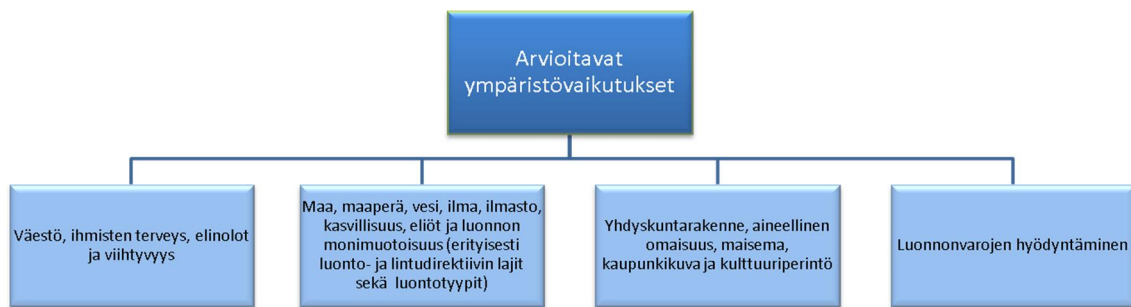 Arvioitavat
ympäristövaikutukset
Väestö, ihmisten terveys, elinolot
ja viihtyvyys
Maa, maaperä, vesi, ilma, ilmasto,
kasvillisuus, eliöt ja luonnon
monimuotoisuus (erityisesti
luonto- ja lintudirektiivin lajit
sekä luontotyypit)
Yhdyskuntarakenne, aineellinen
omaisuus, maisema,
kaupunkikuva ja kulttuuriperintö
Luonnonvarojen hyödyntäminen